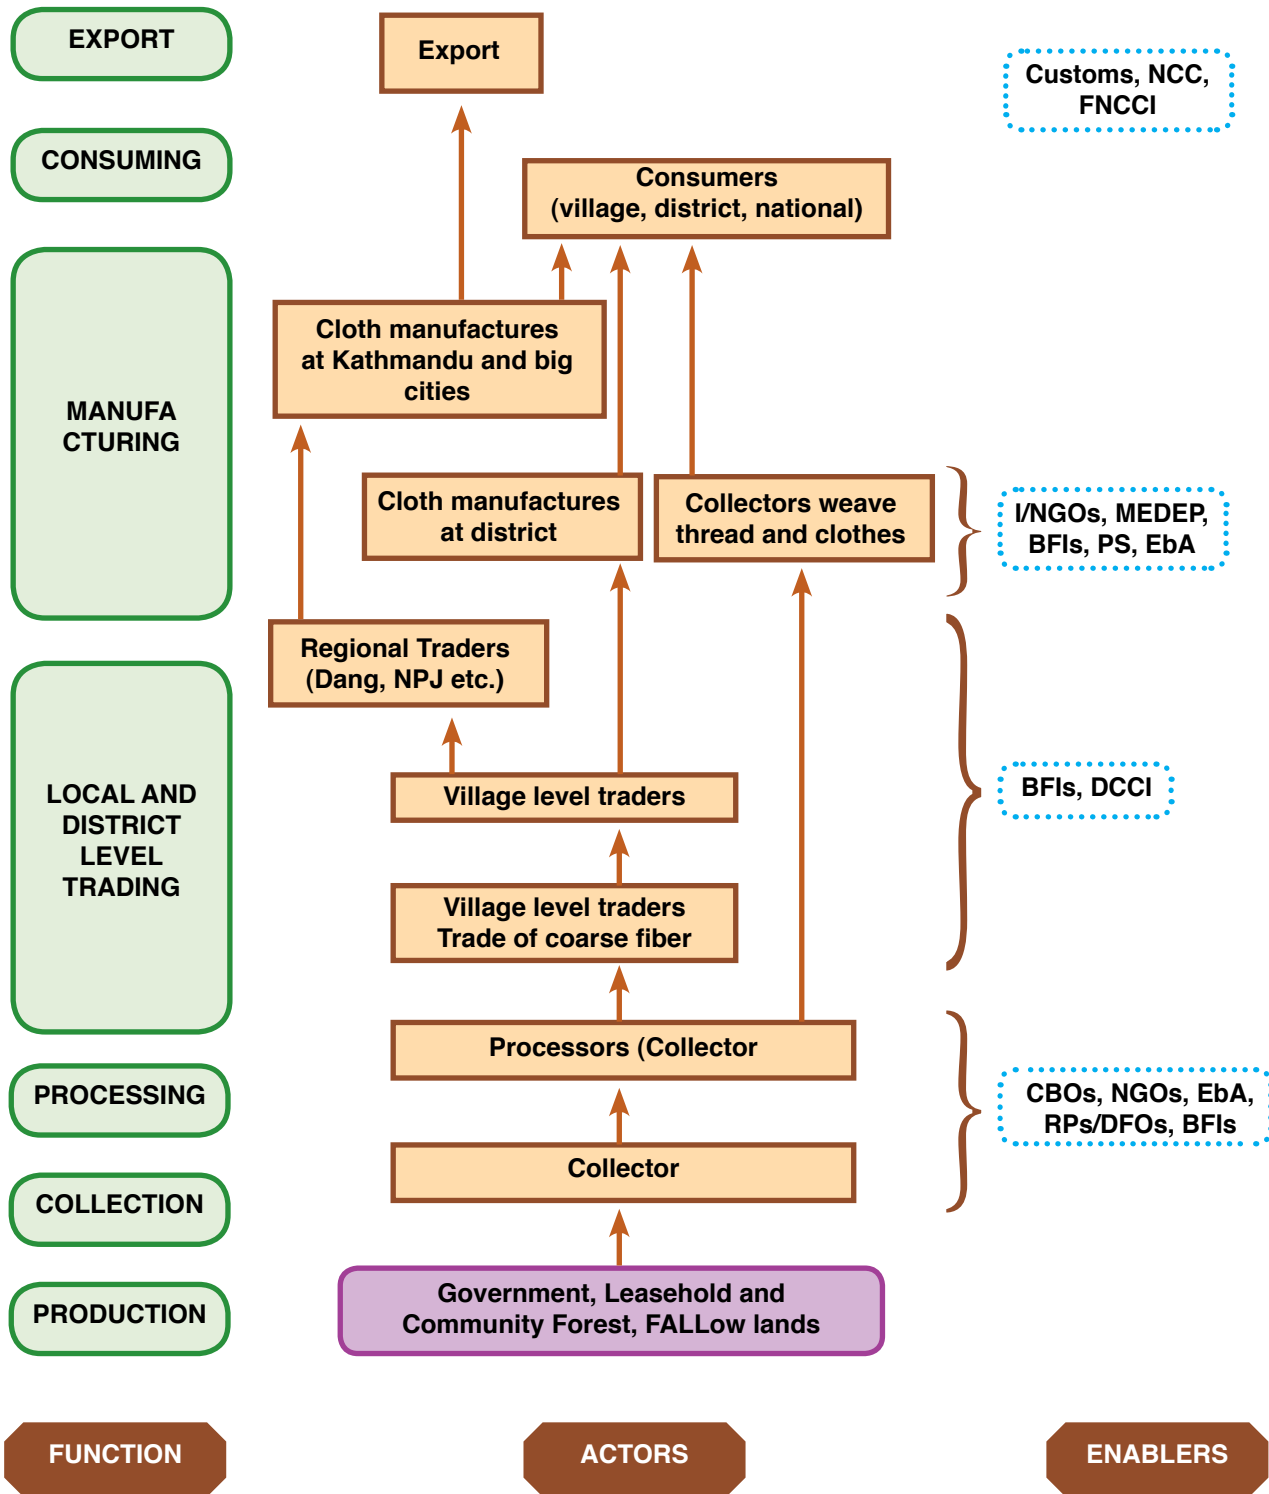 EXPORT
Export
Customs, NCC,
FNCCI
CONSUMING
Consumers
(village, district, national)
MANUFA
CTURING
Cloth manufactures
at Kathmandu and big
cities
Cloth manufactures
at district
Collectors weave
thread and clothes
I/NGOs, MEDEP,
BFIs, PS, EbA
Regional Traders
(Dang, NPJ etc.)
LOCAL AND
DISTRICT
LEVEL
TRADING
Village level traders
BFIs, DCCI
Village level traders
Trade of coarse fiber
Processors (Collector
PROCESSING
CBOs, NGOs, EbA,
RPs/DFOs, BFIs
Collector
COLLECTION
Government, Leasehold and
Community Forest, FALLow lands
PRODUCTION
FUNCTION
ACTORS
ENABLERS